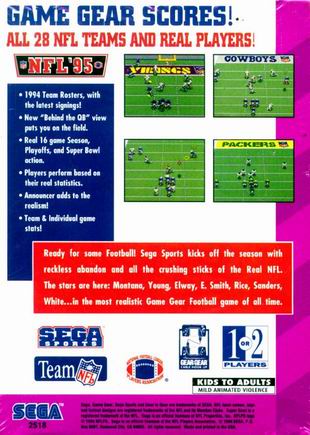 GAME GEAR SCORES!
ALL 28 NFL TEAMS AND REAL PLAYERS!
NFL '95
• 1994 Team Rosters, with
the latest signings!
• New "Behind the QB" view
puts you on the field.
• Real 16 game Season,
Playoffs, and Super Bowl
action.
• Players perform based on
their real statistics.
• Announcer adds to the
realism!
• Team & Individual game
stats!
VIKINGS
COWBOYS
PACKERS
Ready for some Football! Sega Sports kicks off the season with
reckless abandon and all the crushing sticks of the Real NFL.
The stars are here: Montana, Young, Elway, E. Smith, Rice, Sanders,
White...in the most realistic Game Gear Football game of all time.
SEGA
SPORTS
Team NFL
GEAR-TO-GEAR
CABLE HOOK UP
1 OR 2
PLAYERS
KIDS TO ADULTS
MILD ANIMATED VIOLENCE
SEGA
2518